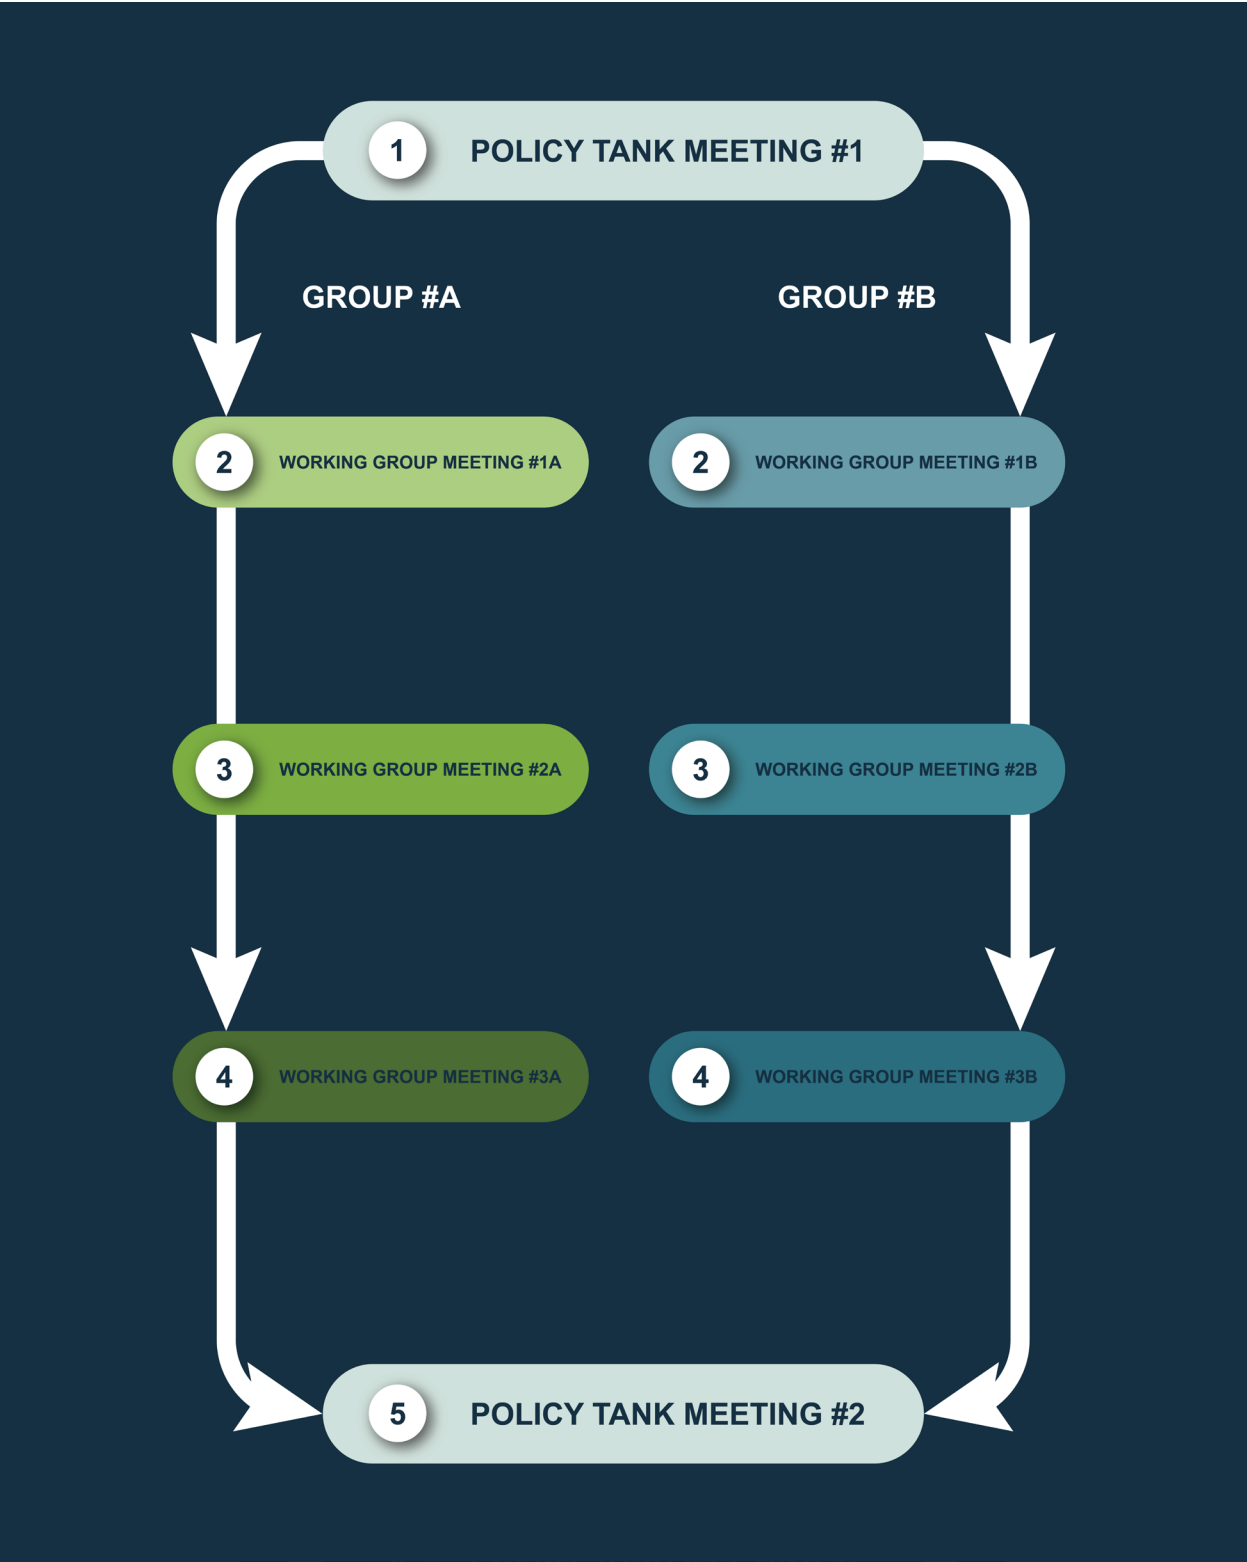 1 POLICY TANK MEETING #1
GROUP #A
GROUP #B
2 WORKING GROUP MEETING #1A
2 WORKING GROUP MEETING #1B
3 WORKING GROUP MEETING #2A
3 WORKING GROUP MEETING #2B
4 WORKING GROUP MEETING #3A
4 WORKING GROUP MEETING #3B
5 POLICY TANK MEETING #2